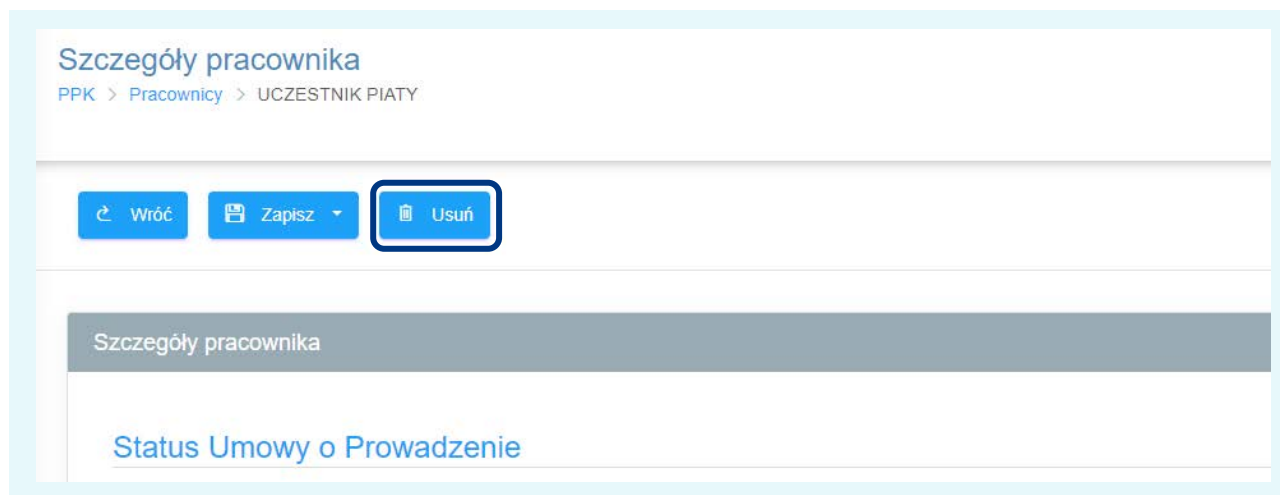 Szczegóły pracownika
PPK > Pracownicy > UCZESTNIK PIATY
Wróć Zapisz Usuń
Szczegóły pracownika
Status Umowy o Prowadzenie